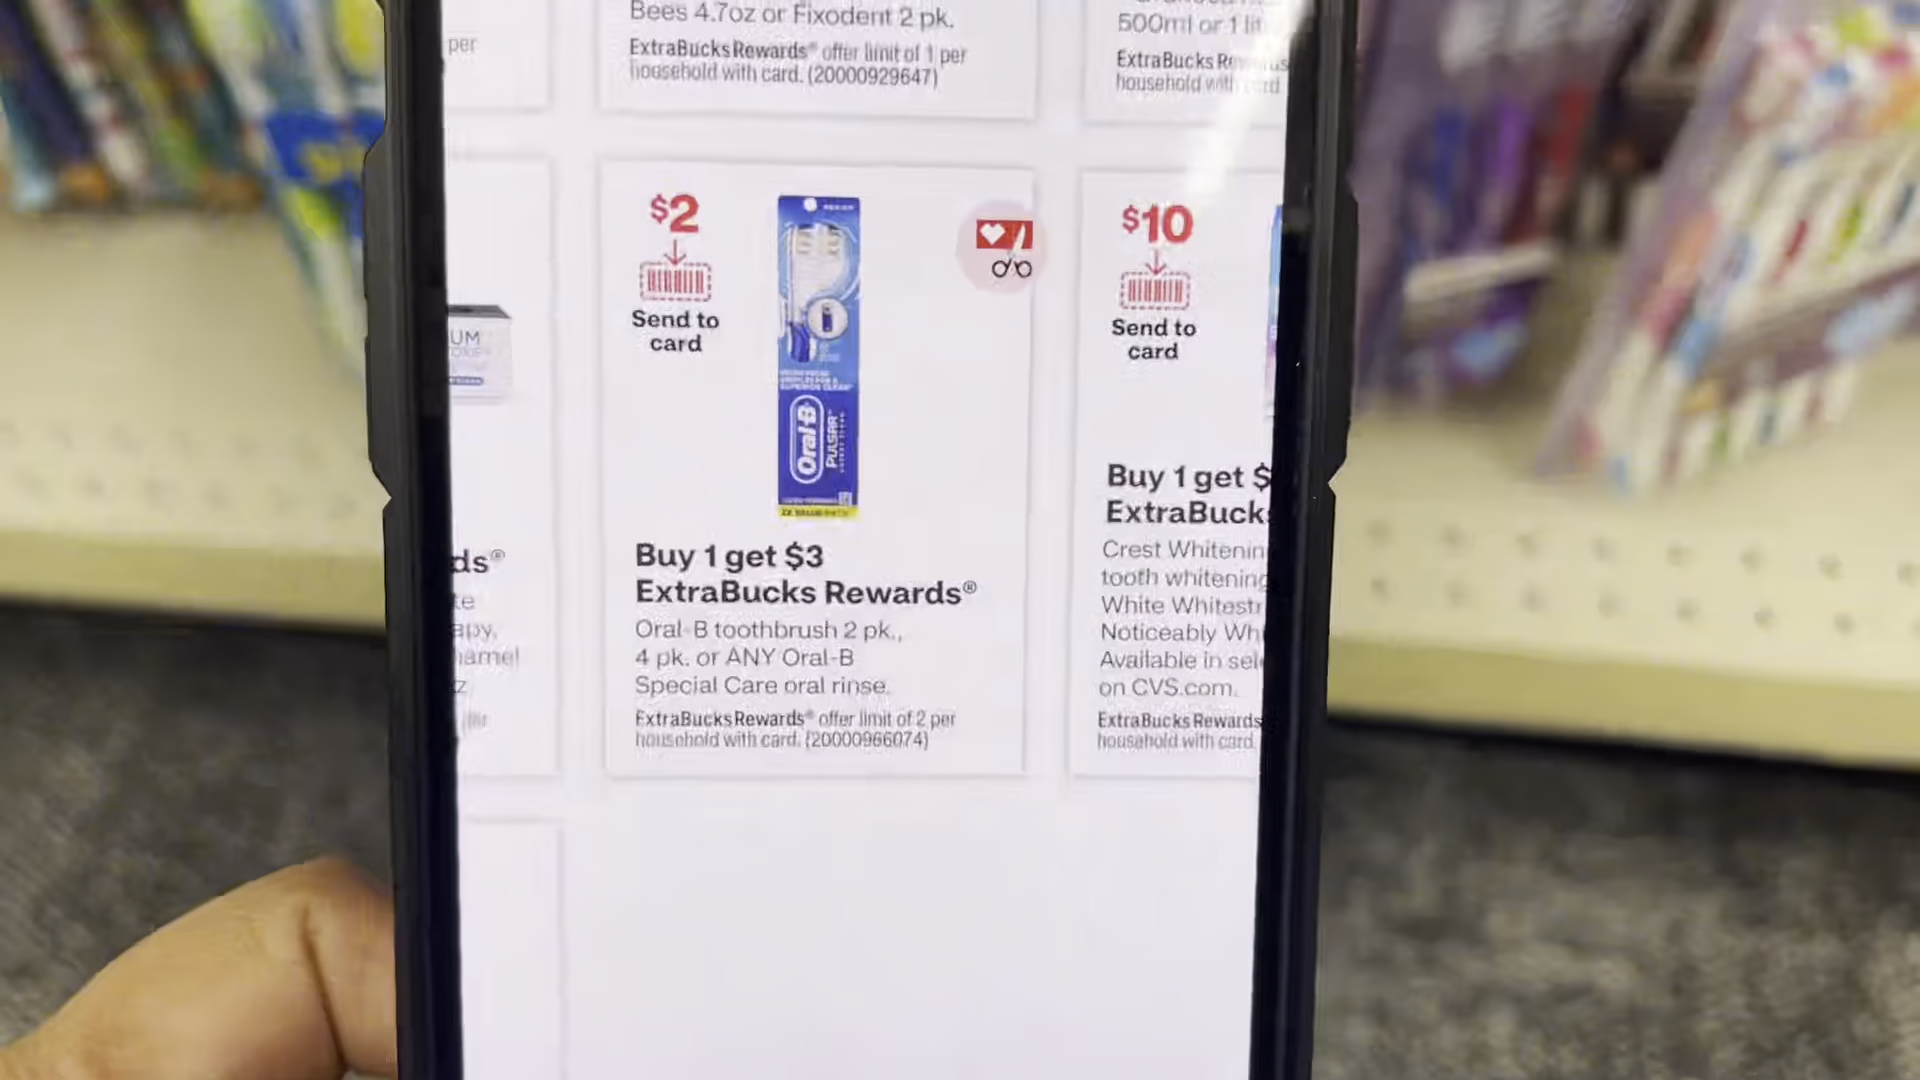 per
Bees 4.7oz or Fixodent 2 pk.
ExtraBucks Rewards® offer limit of 1 per
household with card. (20000929647)
500ml or 1 lit
ExtraBucks
household with
UM
ds®
te
apy,
namel
z
$2
Send to
card
Oral-B
PULSAR
Buy 1 get $3
ExtraBucks Rewards®
Oral-B toothbrush 2 pk.,
4 pk. or ANY Oral-B
Special Care oral rinse.
ExtraBucks Rewards® offer limit of 2 per
household with card. (20000966074)
$10
Send to
card
Buy 1 get $
ExtraBuck
Crest Whitenin
tooth whitening
White Whitestr
Noticeably Wh
Available in sel
on CVS.com.
ExtraBucks Rewards
household with card.